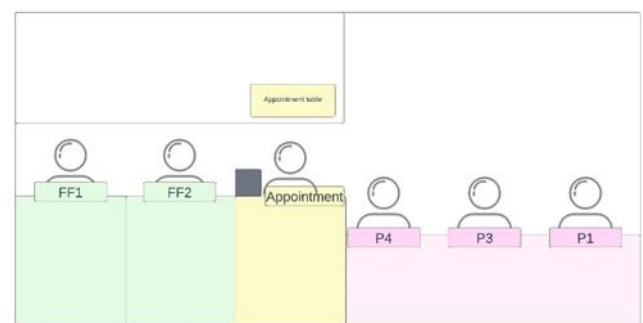 Appointment table
FF1
FF2
Appointment
P4
P3
P1